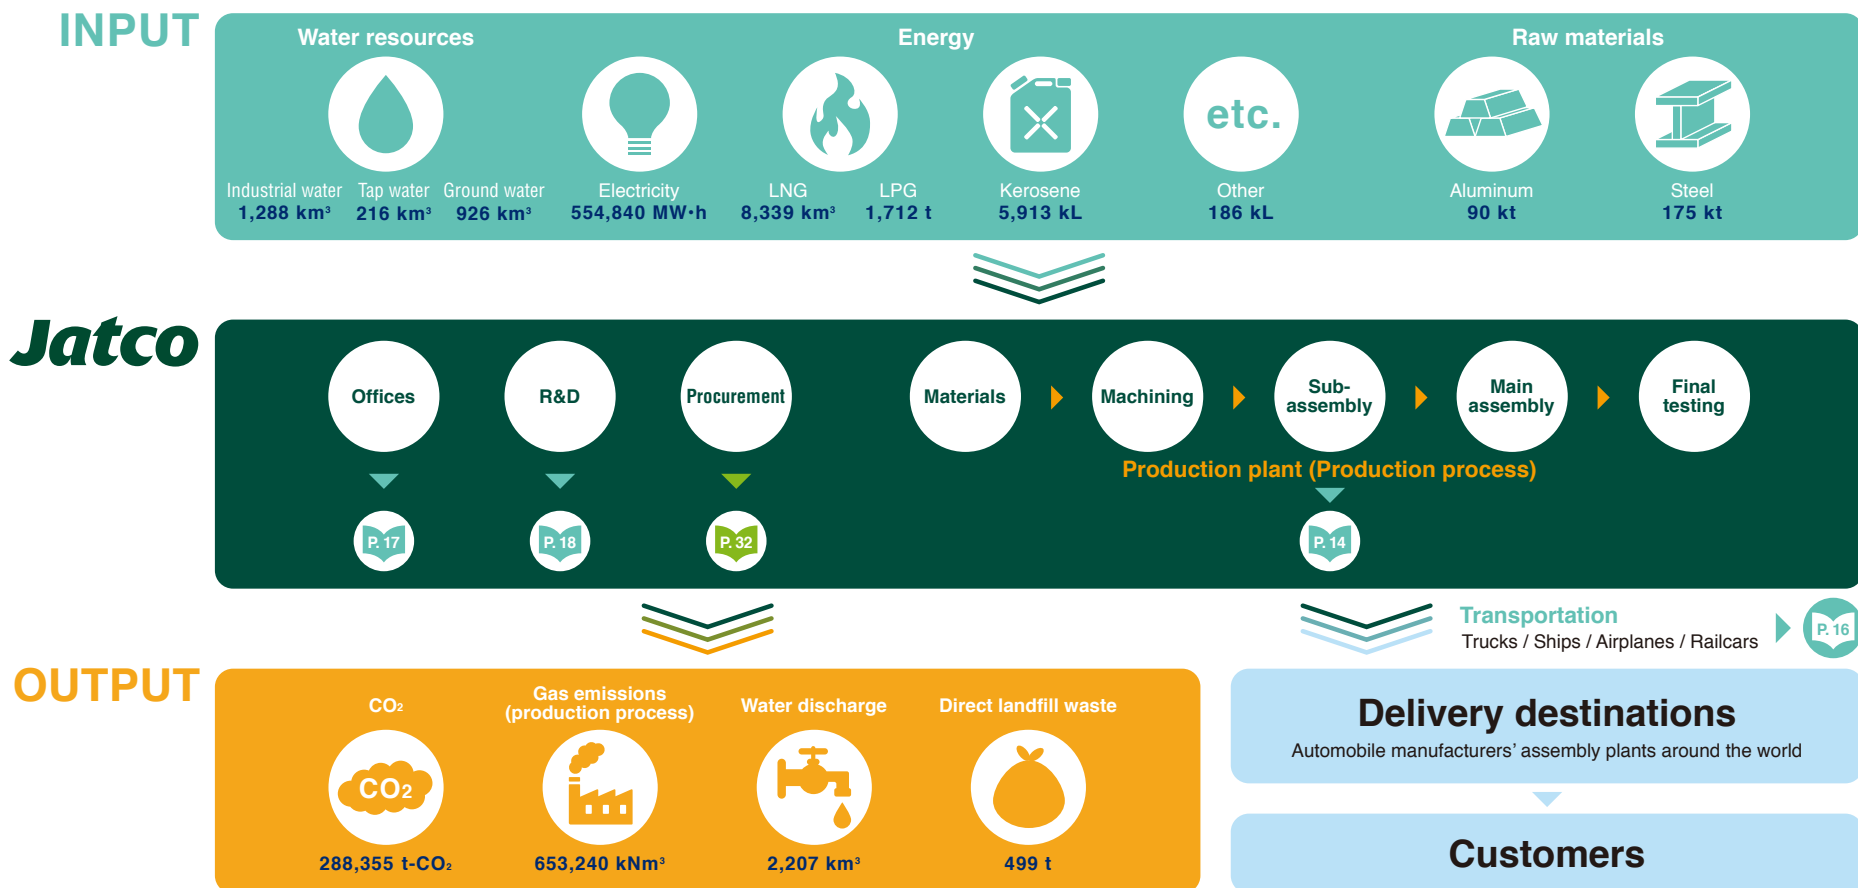 INPUT
Water resources
Energy
Raw materials
etc.
Industrial water
Tap water
Ground water
Electricity
LNG
LPG
Kerosene
Other
Aluminum
Steel
1,288 km³
216 km³
926 km³
554,840 MW·h
8,339 km³
1,712 t
5,913 kL
186 kL
90 kt
175 kt
Jatco
Offices
R&D
Procurement
Materials
Machining
Sub-
assembly
Main
assembly
Final
testing
Production plant (Production process)
P. 17
P. 18
P. 32
P. 14
Transportation
Trucks / Ships / Airplanes / Railcars
P. 16
OUTPUT
CO₂
Gas emissions
(production process)
Water discharge
Direct landfill waste
CO2
288,355 t-CO₂
653,240 kNm³
2,207 km³
499 t
Delivery destinations
Automobile manufacturers' assembly plants around the world
Customers